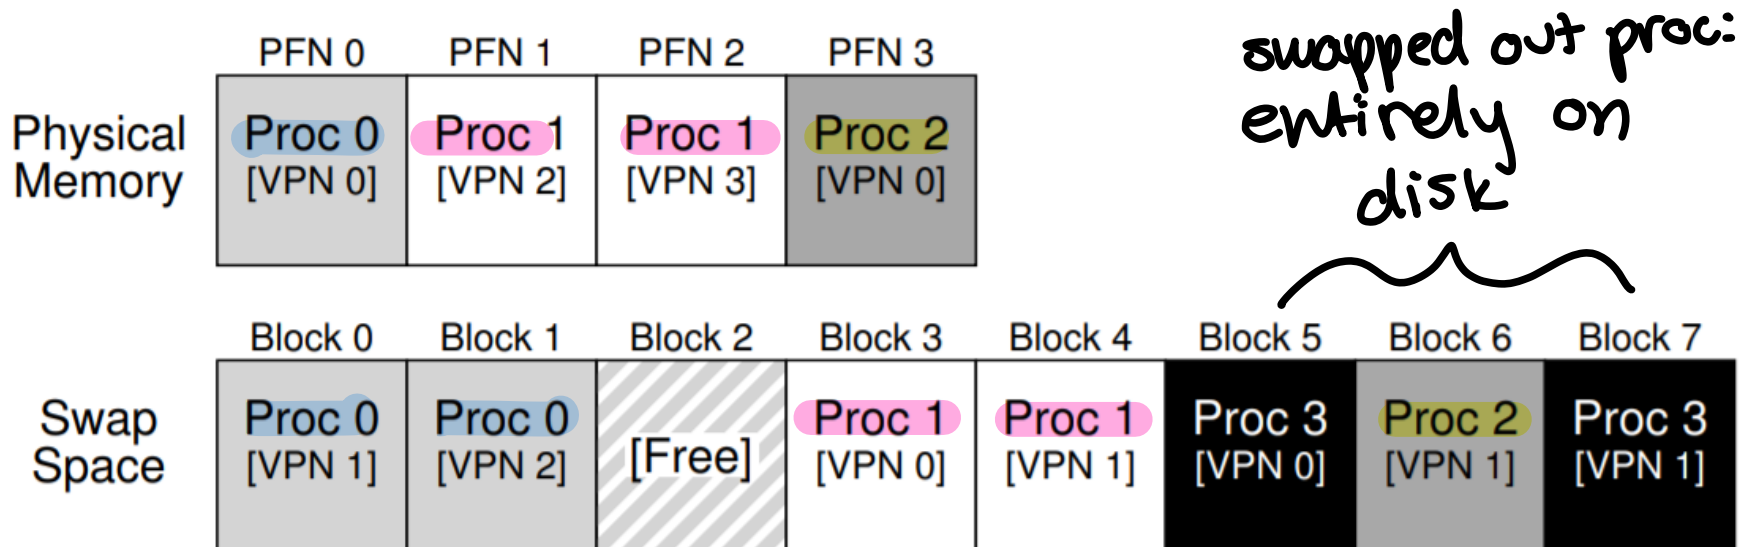 swapped out proc:
entirely on
disk
PFN 0 PFN 1 PFN 2 PFN 3
Physical Memory
Proc 0 Proc 1 Proc 1 Proc 2
[VPN 0] [VPN 2] [VPN 3] [VPN 0]
Block 0 Block 1 Block 2 Block 3 Block 4 Block 5 Block 6 Block 7
Swap Space
Proc 0 Proc 0 [Free] Proc 1 Proc 1 Proc 3 Proc 2 Proc 3
[VPN 1] [VPN 2] [VPN 0] [VPN 1] [VPN 0] [VPN 1] [VPN 1]